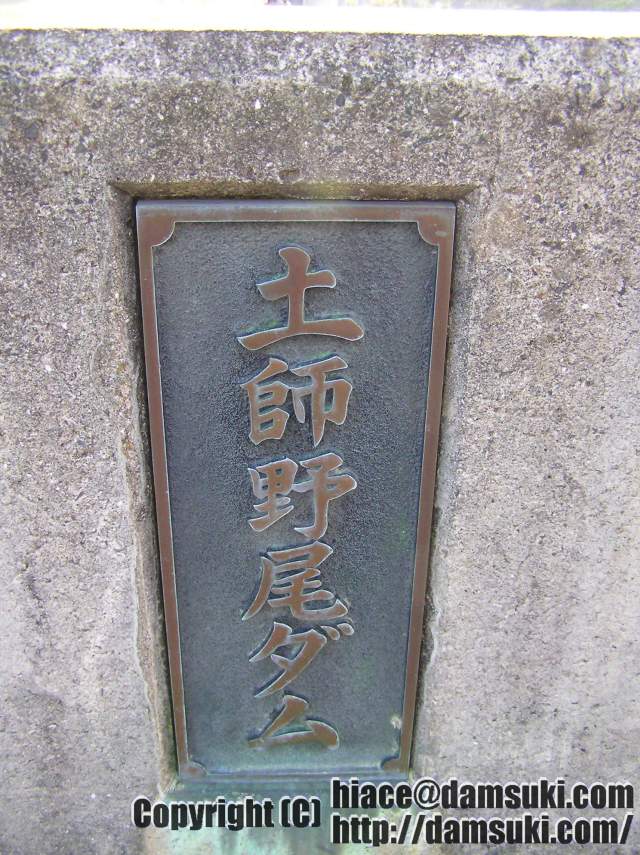 土師野尾ダム
Copyright (C) hiace@damsuki.com
http://damsuki.com/